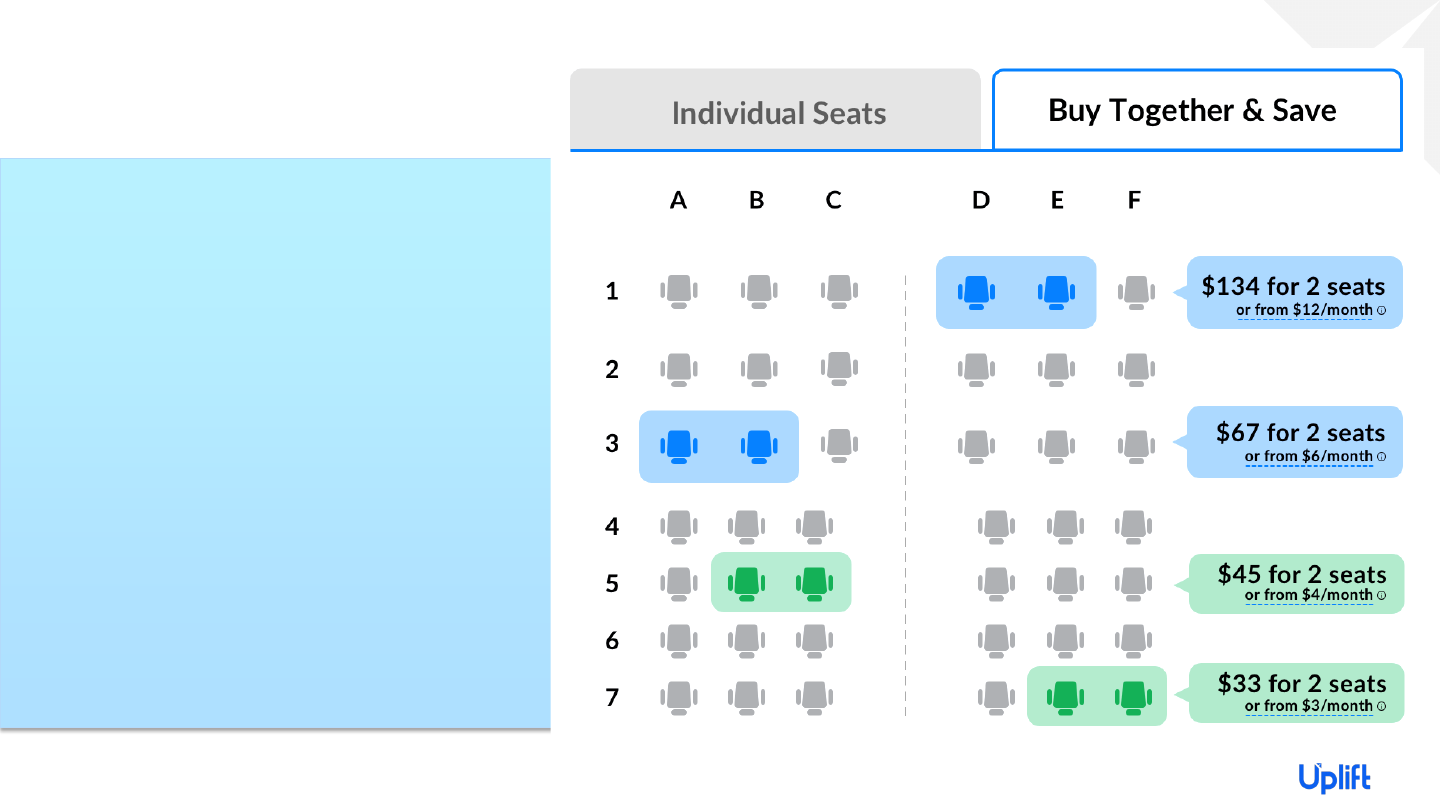 Individual Seats
Buy Together & Save
A B C D E F
1
$134 for 2 seats
or from $12/month
2
3
$67 for 2 seats
or from $6/month
4
5
$45 for 2 seats
or from $4/month
6
7
$33 for 2 seats
or from $3/month
Uplift